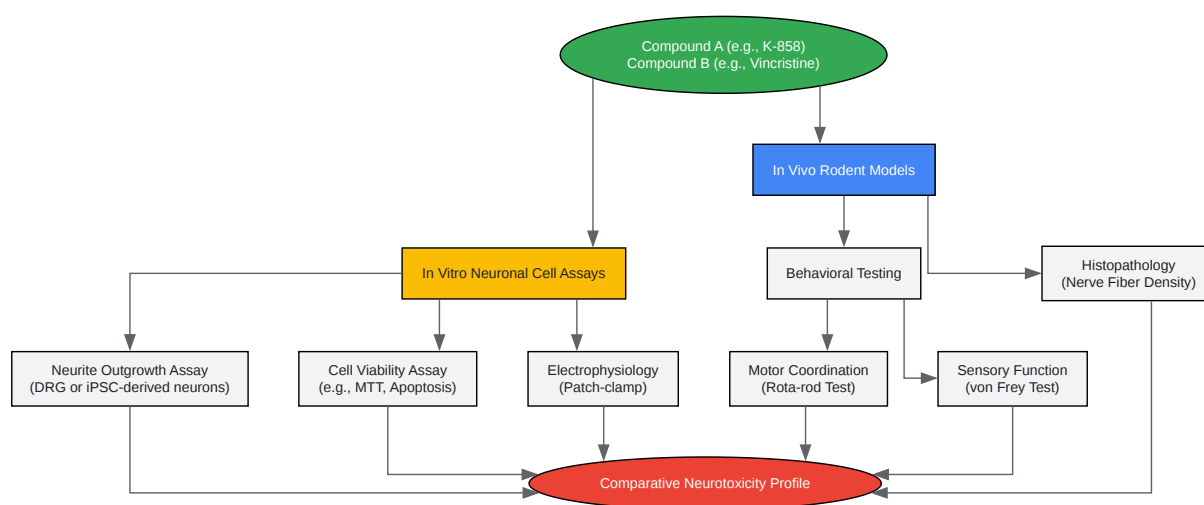 Compound A (e.g., K-858)
Compound B (e.g., Vincristine)
In Vivo Rodent Models
In Vitro Neuronal Cell Assays
Behavioral Testing
Histopathology
(Nerve Fiber Density)
Neurite Outgrowth Assay
(DRG or iPSC-derived neurons)
Cell Viability Assay
(e.g., MTT, Apoptosis)
Electrophysiology
(Patch-clamp)
Motor Coordination
(Rota-rod Test)
Sensory Function
(von Frey Test)
Comparative Neurotoxicity Profile